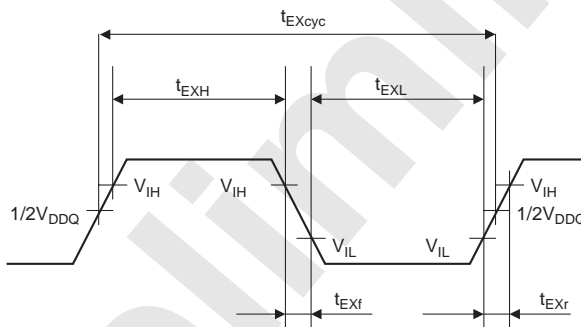 tEXcyc
tEXH tEXL
VIH VIH VIH
1/2VDDQ 1/2VDDQ
VIL VIL
tEXf tEXr